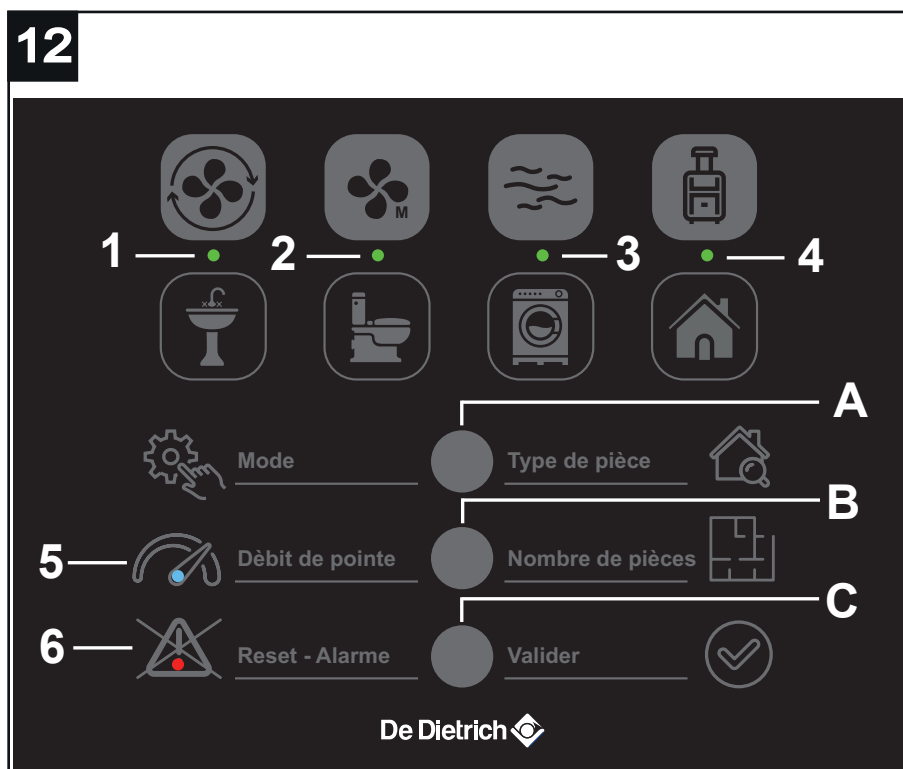 12
M
1
2
3
4
A
Mode
Type de pièce
B
5
Dèbit de pointe
Nombre de pièces
C
6
Reset - Alarme
Valider
De Dietrich